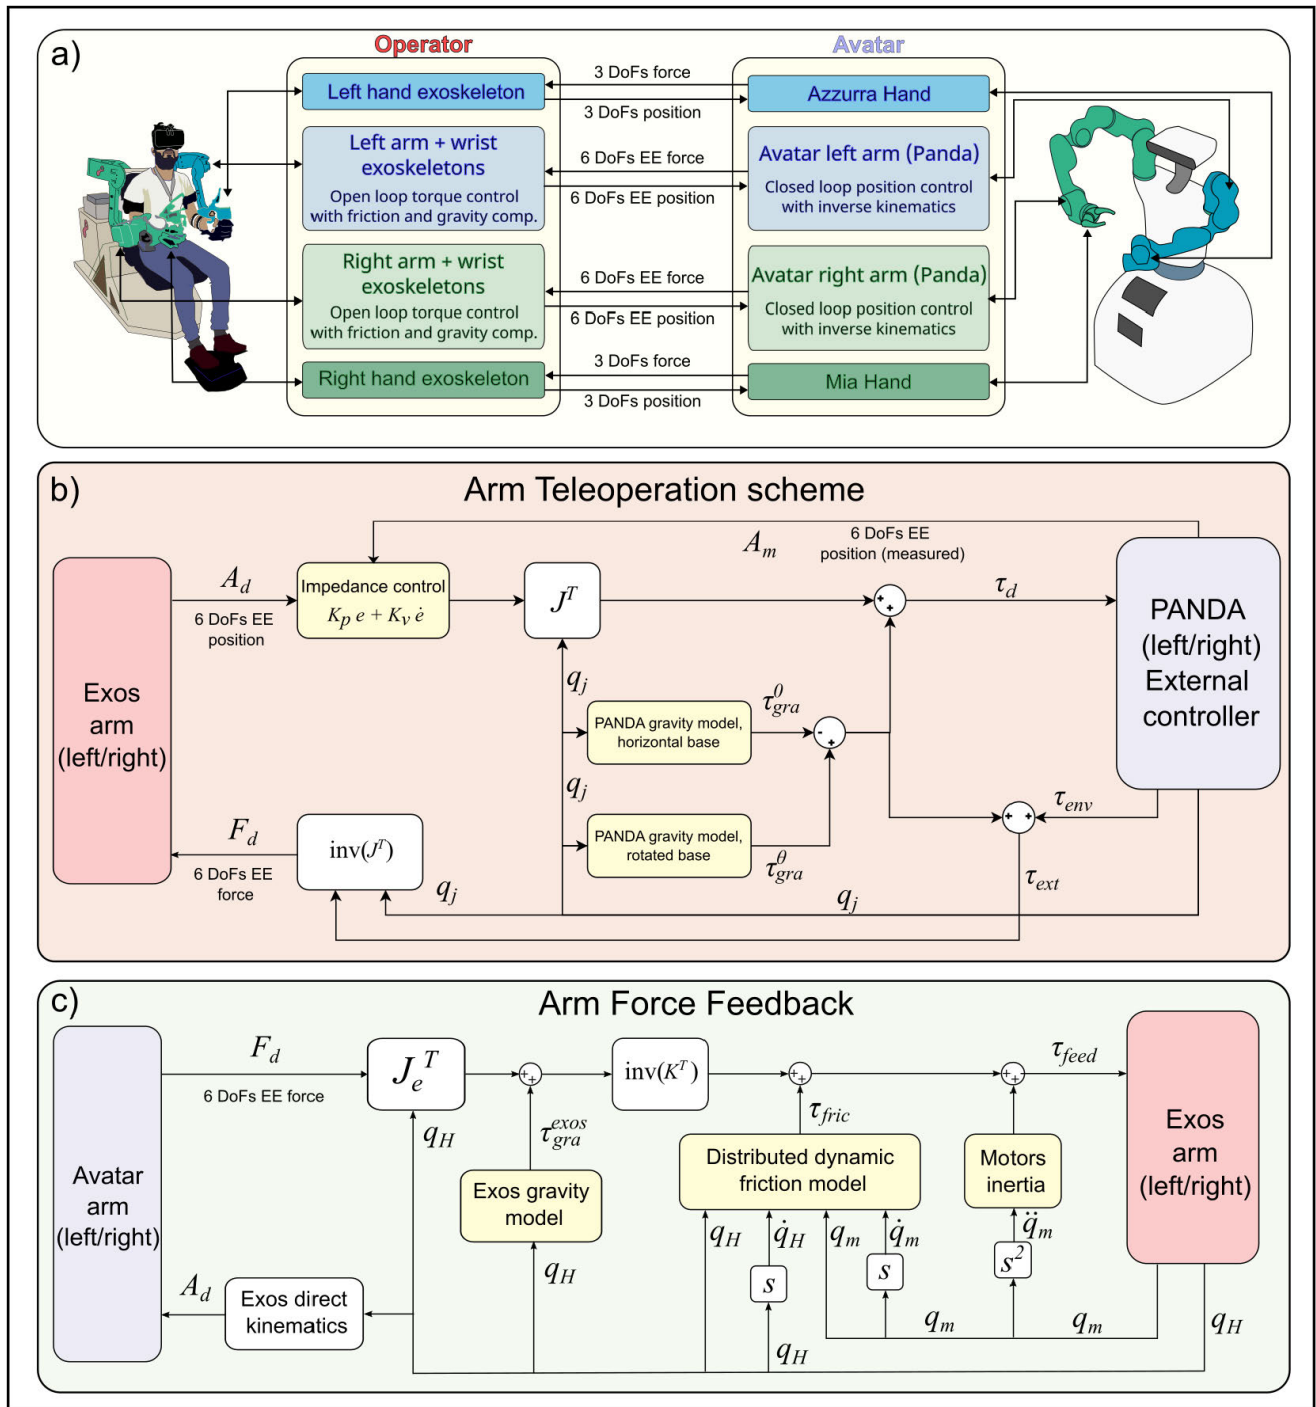 a)
Operator
Avatar
Left hand exoskeleton
3 DoFs force
3 DoFs position
Azzurra Hand
Left arm + wrist
exoskeletons
Open loop torque control
with friction and gravity comp.
6 DoFs EE force
6 DoFs EE position
Avatar left arm (Panda)
Closed loop position control
with inverse kinematics
Right arm + wrist
exoskeletons
Open loop torque control
with friction and gravity comp.
6 DoFs EE force
6 DoFs EE position
Avatar right arm (Panda)
Closed loop position control
with inverse kinematics
Right hand exoskeleton
3 DoFs force
3 DoFs position
Mia Hand
b)
Arm Teleoperation scheme
A_m
6 DoFs EE
position (measured)
Exos
arm
(left/right)
A_d
6 DoFs EE
position
Impedance control
K_p e + K_v ė
J^T
+ +
τ_d
PANDA
(left/right)
External
controller
q_j
PANDA gravity model,
horizontal base
τ_gra^0
- +
q_j
PANDA gravity model,
rotated base
τ_gra^θ
+ +
τ_env
τ_ext
F_d
6 DoFs EE
force
inv(J^T)
q_j
q_j
c)
Arm Force Feedback
Avatar
arm
(left/right)
F_d
6 DoFs EE force
J_e^T
+ +
inv(K^T)
+ +
+ +
τ_feed
Exos
arm
(left/right)
q_H
τ_gra^exos
Exos gravity
model
τ_fric
Distributed dynamic
friction model
Motors
inertia
q_H
q_H
q̇_H
q_m
q̇_m
q̈_m
s
s
s^2
A_d
Exos direct
kinematics
q_H
q_m
q_m
q_H